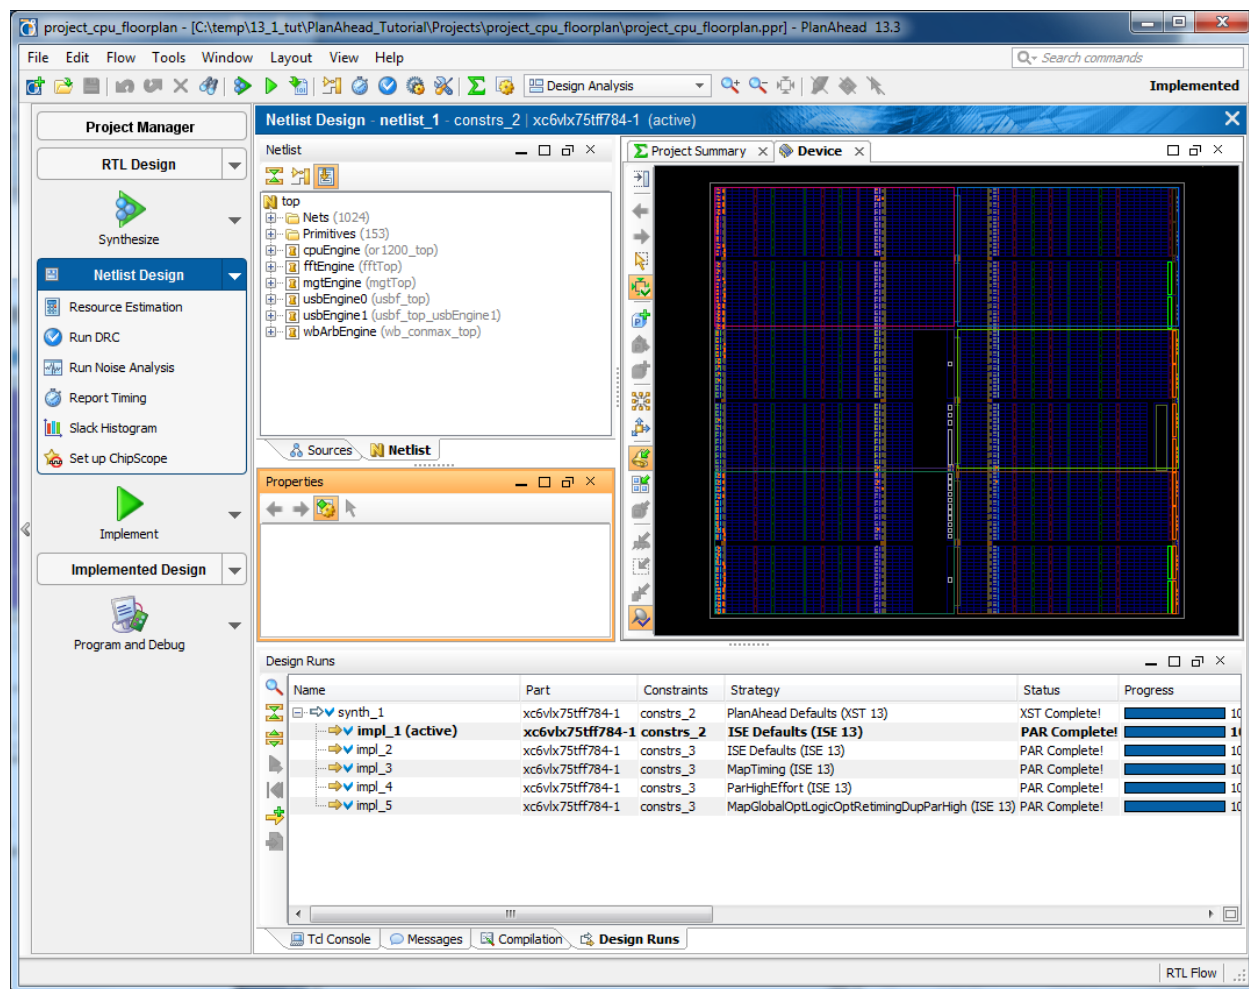 project_cpu_floorplan - [C:\temp\13_1_tut\PlanAhead_Tutorial\Projects\project_cpu_floorplan\project_cpu_floorplan.ppr] - PlanAhead 13.3
File Edit Flow Tools Window Layout View Help
Search commands
Design Analysis
Implemented
Project Manager
RTL Design
Synthesize
Netlist Design
Resource Estimation
Run DRC
Run Noise Analysis
Report Timing
Slack Histogram
Set up ChipScope
Implement
Implemented Design
Program and Debug
Netlist Design - netlist_1 - constrs_2 | xc6vlx75tff784-1 (active)
Netlist
top
Nets (1024)
Primitives (153)
cpuEngine (or1200_top)
fftEngine (fftTop)
mgtEngine (mgtTop)
usbEngine0 (usbf_top)
usbEngine1 (usbf_top_usbEngine1)
wbArbEngine (wb_conmax_top)
Sources Netlist
Properties
Project Summary Device
Design Runs
Name Part Constraints Strategy Status Progress
synth_1 xc6vlx75tff784-1 constrs_2 PlanAhead Defaults (XST 13) XST Complete! 10
impl_1 (active) xc6vlx75tff784-1 constrs_2 ISE Defaults (ISE 13) PAR Complete! 10
impl_2 xc6vlx75tff784-1 constrs_3 ISE Defaults (ISE 13) PAR Complete! 10
impl_3 xc6vlx75tff784-1 constrs_3 MapTiming (ISE 13) PAR Complete! 10
impl_4 xc6vlx75tff784-1 constrs_3 ParHighEffort (ISE 13) PAR Complete! 10
impl_5 xc6vlx75tff784-1 constrs_3 MapGlobalOptLogicOptRetimingDupParHigh (ISE 13) PAR Complete! 10
Tcl Console Messages Compilation Design Runs
RTL Flow